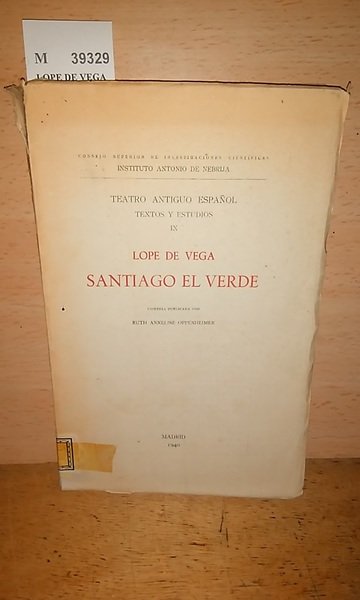 M 39329
LOPE DE VEGA
CONSEJO SUPERIOR DE INVESTIGACIONES CIENTÍFICAS
INSTITUTO ANTONIO DE NEBRIJA
TEATRO ANTIGUO ESPAÑOL
TEXTOS Y ESTUDIOS
IX
LOPE DE VEGA
SANTIAGO EL VERDE
COMEDIA PUBLICADA POR
RUTH ANNELISE OPPENHEIMER
MADRID
1940